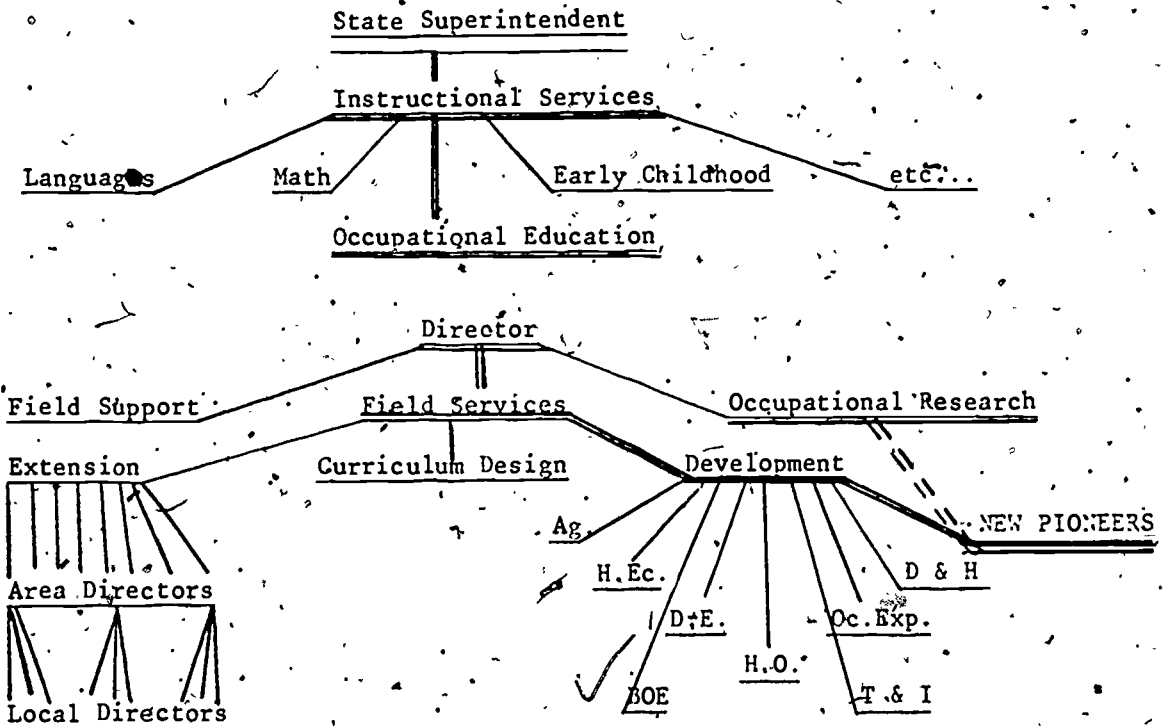 State Superintendent
Instructional Services
Languages Math Early Childhood etc...
Occupational Education
Director
Field Support Field Services Occupational Research
Extension Curriculum Design Development
Ag. NEW PIONEERS
H.Ec. D & H
Area Directors
D.E. Oc.Exp.
H.O.
BOE T & I
Local Directors